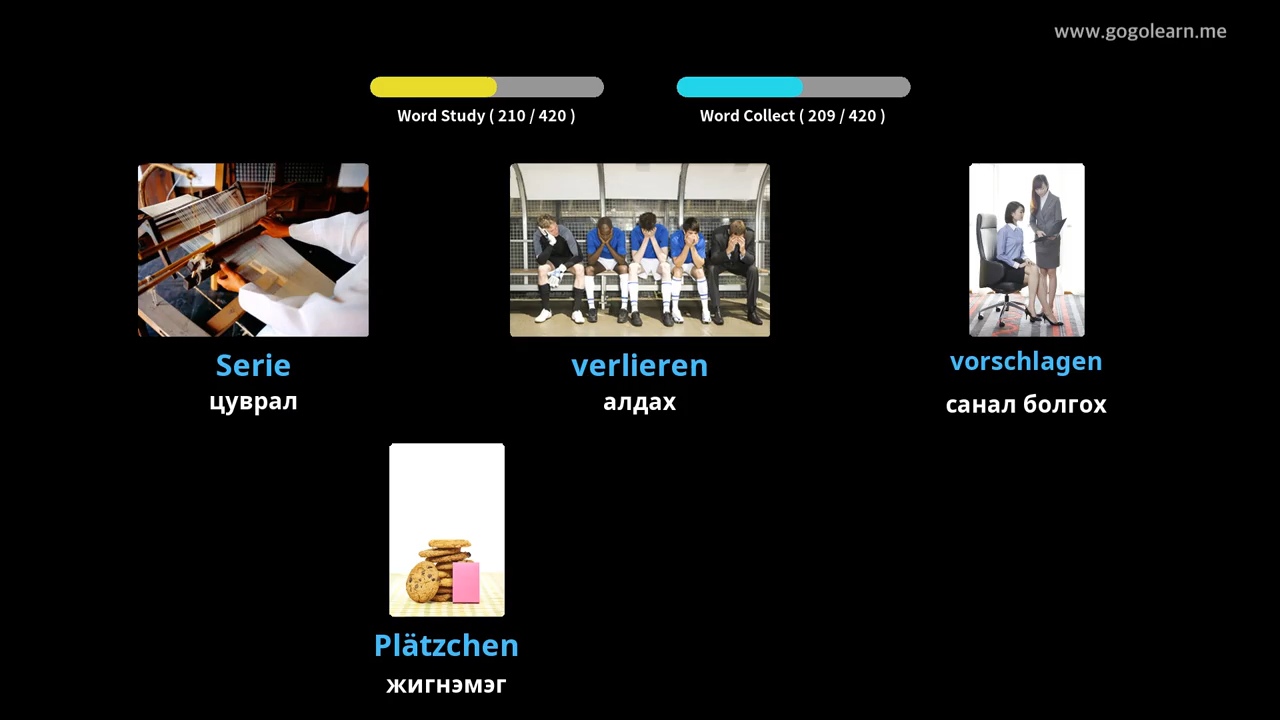 www.gogolearn.me
Word Study ( 210 / 420 )
Word Collect ( 209 / 420 )
Serie
цуврал
verlieren
алдах
vorschlagen
санал болгох
Plätzchen
жигнэмэг